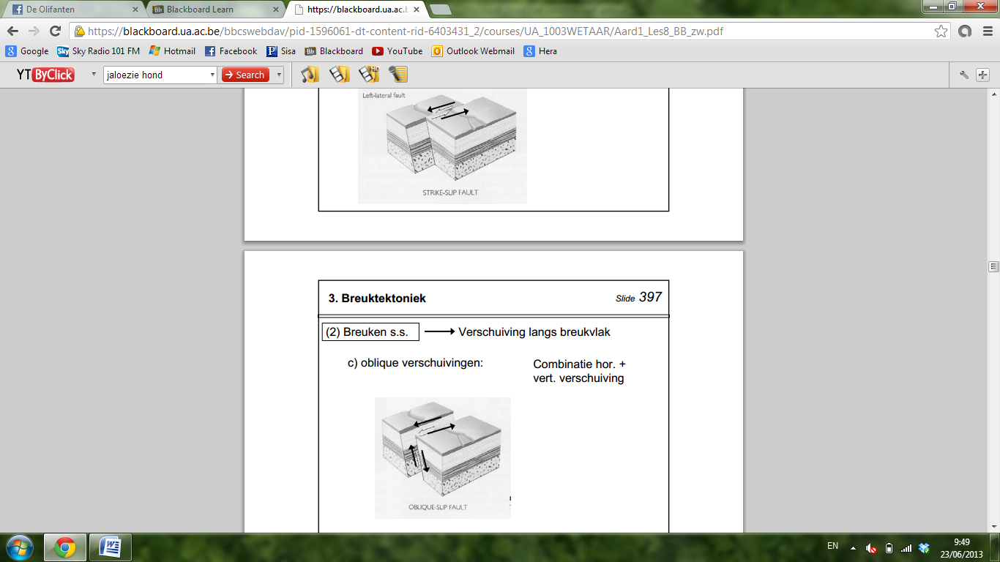 De Olifanten
Blackboard Learn
https://blackboard.ua.ac.b
https://blackboard.ua.ac.be/bbcswebdav/pid-1596061-dt-content-rid-6403431_2/courses/UA_1003WETAAR/Aard1_Les8_BB_zw.pdf
Google
Sky Radio 101 FM
Hotmail
Facebook
Sisa
Blackboard
YouTube
Outlook Webmail
Hera
YT ByClick
jaloezie hond
Search
Left-lateral fault
STRIKE-SLIP FAULT
3. Breuktektoniek
Slide 397
(2) Breuken s.s.
Verschuiving langs breukvlak
c) oblique verschuivingen:
Combinatie hor. +
vert. verschuiving
OBLIQUE-SLIP FAULT
EN
9:49
23/06/2013